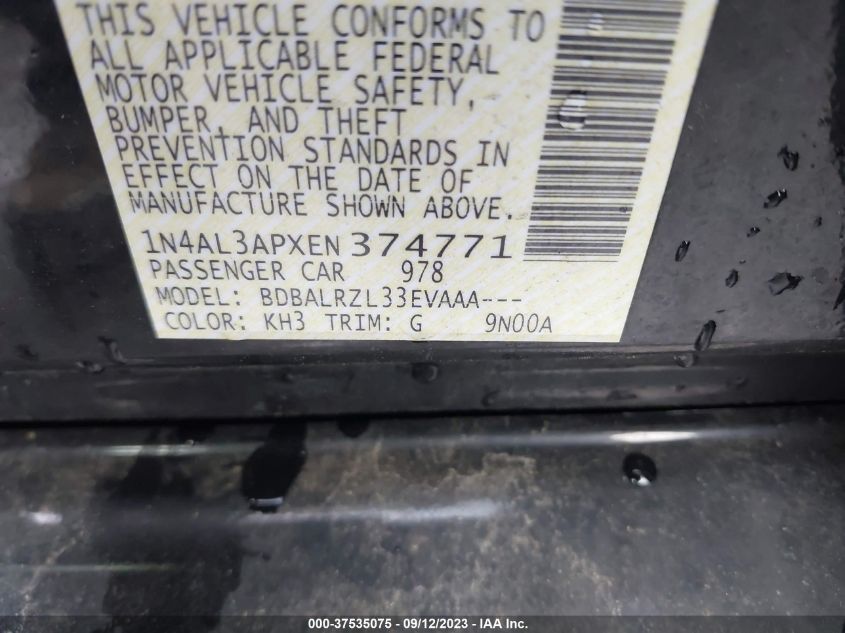 THIS VEHICLE CONFORMS TO
ALL APPLICABLE FEDERAL
MOTOR VEHICLE SAFETY,
BUMPER, AND THEFT
PREVENTION STANDARDS IN
EFFECT ON THE DATE OF
MANUFACTURE SHOWN ABOVE.
1N4AL3APXEN 374771
PASSENGER CAR 978
MODEL: BDBALRZL33EVAAA---
COLOR: KH3 TRIM: G 9N00A
000-37535075 - 09/12/2023 - IAA Inc.